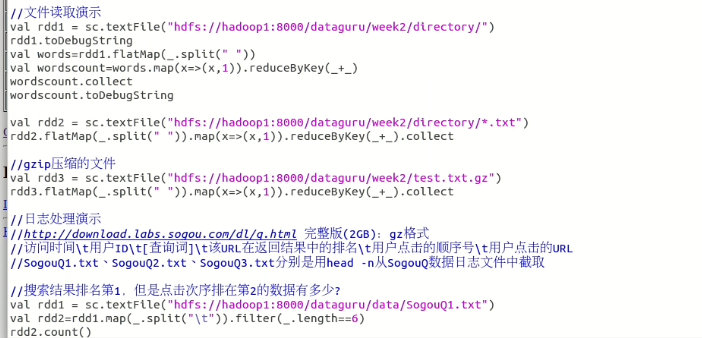 //文件读取演示
val rdd1 = sc.textFile("hdfs://hadoop1:8000/dataguru/week2/directory/")
rdd1.toDebugString
val words=rdd1.flatMap(_.split(" "))
val wordscount=words.map(x=>(x,1)).reduceByKey(_+_)
wordscount.collect
wordscount.toDebugString
val rdd2 = sc.textFile("hdfs://hadoop1:8000/dataguru/week2/directory/*.txt")
rdd2.flatMap(_.split(" ")).map(x=>(x,1)).reduceByKey(_+_).collect
//gzip压缩的文件
val rdd3 = sc.textFile("hdfs://hadoop1:8000/dataguru/week2/test.txt.gz")
rdd3.flatMap(_.split(" ")).map(x=>(x,1)).reduceByKey(_+_).collect
//日志处理演示
//http://download.labs.sogou.com/dl/q.html 完整版(2GB)：gz格式
//访问时间\t用户ID\t[查询词]\t该URL在返回结果中的排名\t用户点击的顺序号\t用户点击的URL
//SogouQ1.txt、SogouQ2.txt、SogouQ3.txt分别是用head -n从SogouQ数据日志文件中截取
//搜索结果排名第1，但是点击次序排在第2的数据有多少?
val rdd1 = sc.textFile("hdfs://hadoop1:8000/dataguru/data/SogouQ1.txt")
val rdd2=rdd1.map(_.split("\t")).filter(_.length==6)
rdd2.count()